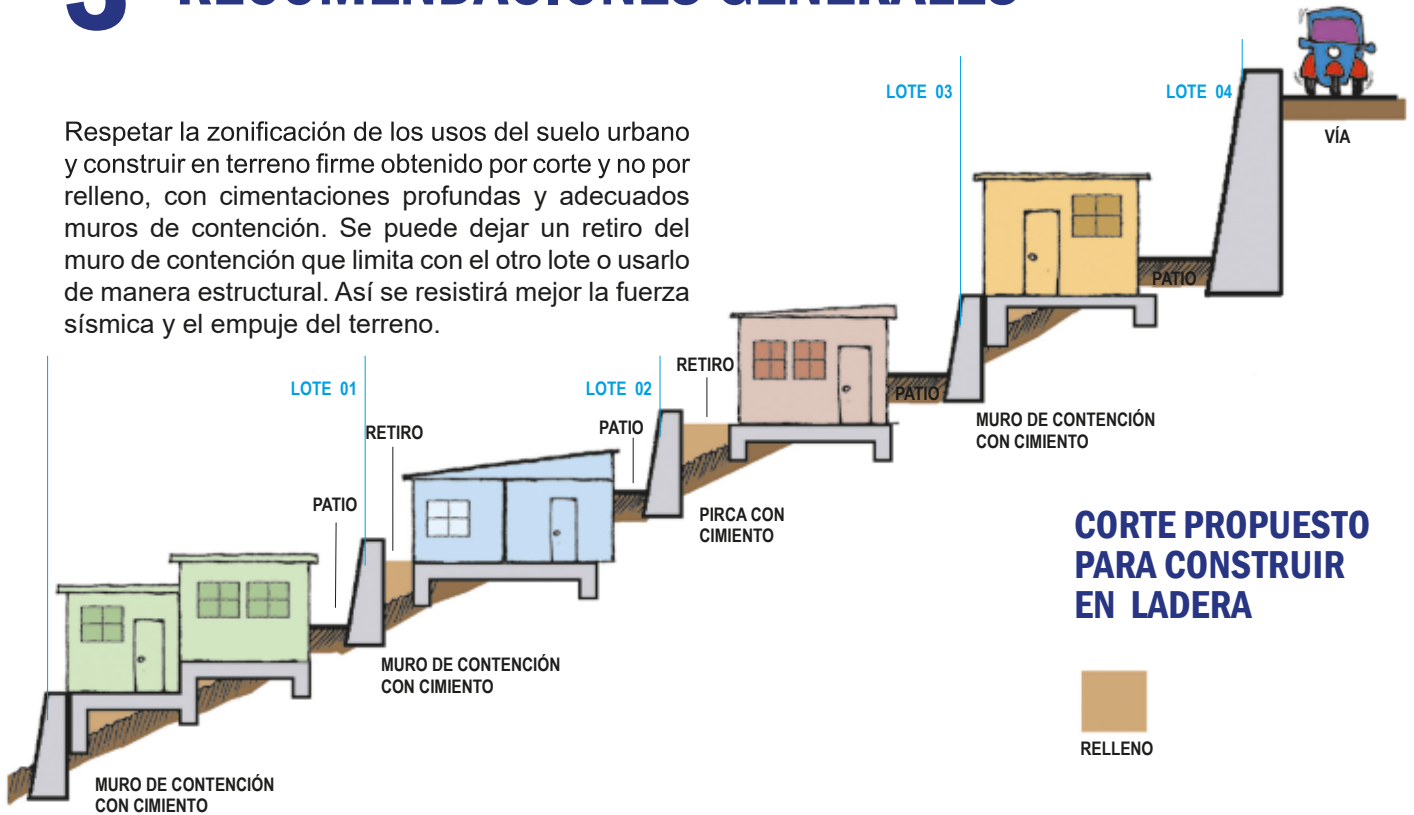 3 RECOMENDACIONES GENERALES
Respetar la zonificación de los usos del suelo urbano
y construir en terreno firme obtenido por corte y no por
relleno, con cimentaciones profundas y adecuados
muros de contención. Se puede dejar un retiro del
muro de contención que limita con el otro lote o usarlo
de manera estructural. Así se resistirá mejor la fuerza
sísmica y el empuje del terreno.
LOTE 03
LOTE 04
VÍA
PATIO
RETIRO
PATIO
LOTE 01
LOTE 02
MURO DE CONTENCIÓN
CON CIMIENTO
RETIRO
PATIO
PATIO
PIRCA CON
CIMIENTO
CORTE PROPUESTO
PARA CONSTRUIR
EN LADERA
MURO DE CONTENCIÓN
CON CIMIENTO
RELLENO
MURO DE CONTENCIÓN
CON CIMIENTO